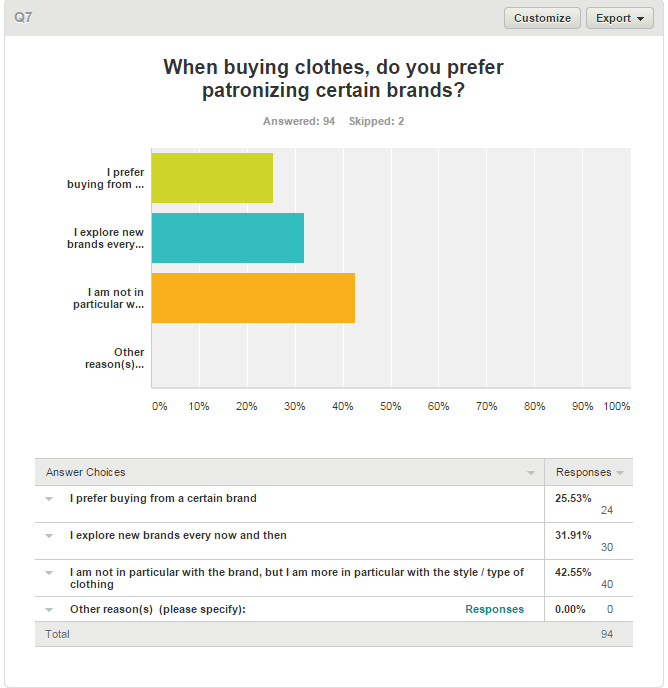 Q7
Customize
Export
When buying clothes, do you prefer
patronizing certain brands?
Answered: 94 Skipped: 2
I prefer
buying from ...
I explore new
brands every...
I am not in
particular w...
Other
reason(s)...
0% 10% 20% 30% 40% 50% 60% 70% 80% 90% 100%
Answer Choices Responses
I prefer buying from a certain brand 25.53%
24
I explore new brands every now and then 31.91%
30
I am not in particular with the brand, but I am more in particular with the style / type of 42.55%
clothing 40
Other reason(s) (please specify): Responses 0.00% 0
Total 94